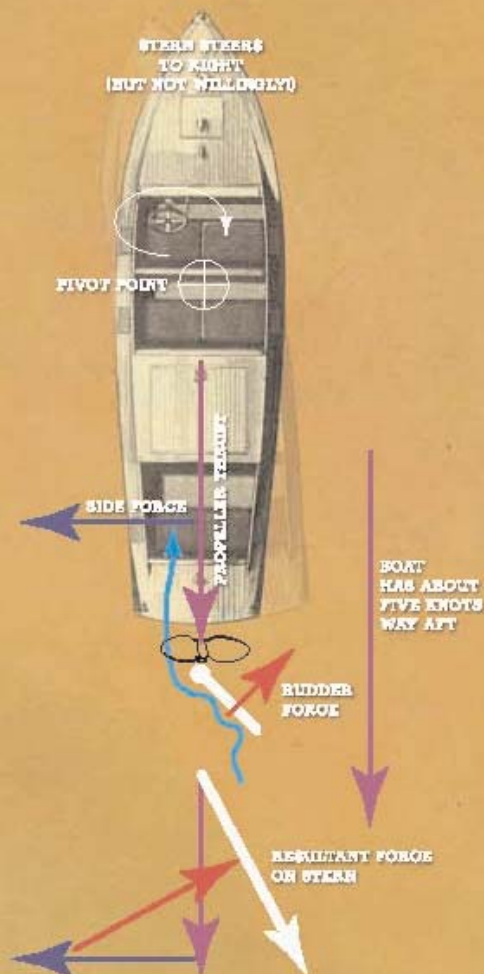 STERN STEERS
TO RIGHT
(BUT NOT WILLINGLY!)
PIVOT POINT
PROPELLER THRUST
SIDE FORCE
BOAT
HAS ABOUT
FIVE KNOTS
WAY AFT
RUDDER
FORCE
RESULTANT FORCE
ON STERN